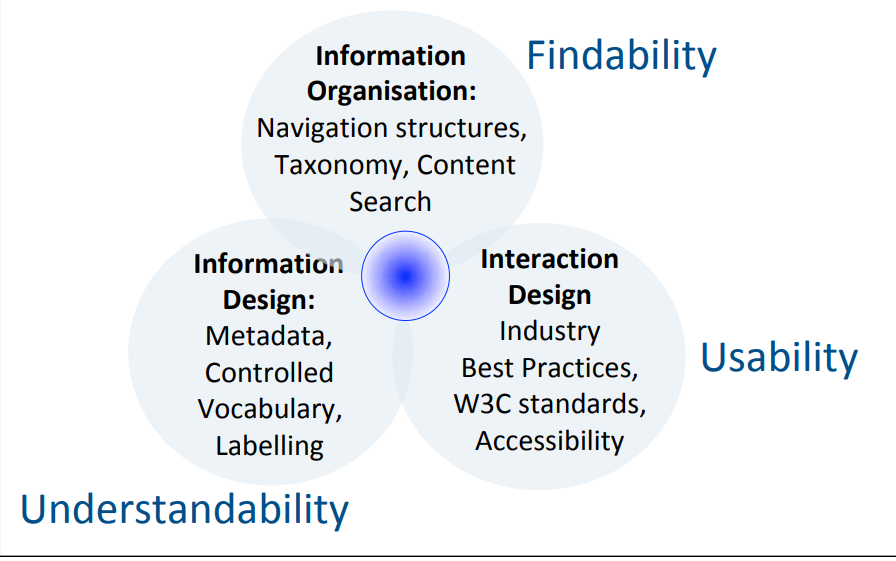 Information
Organisation:
Navigation structures,
Taxonomy, Content
Search
Findability
Information
Design:
Metadata,
Controlled
Vocabulary,
Labelling
Understandability
Interaction
Design
Industry
Best Practices,
W3C standards,
Accessibility
Usability